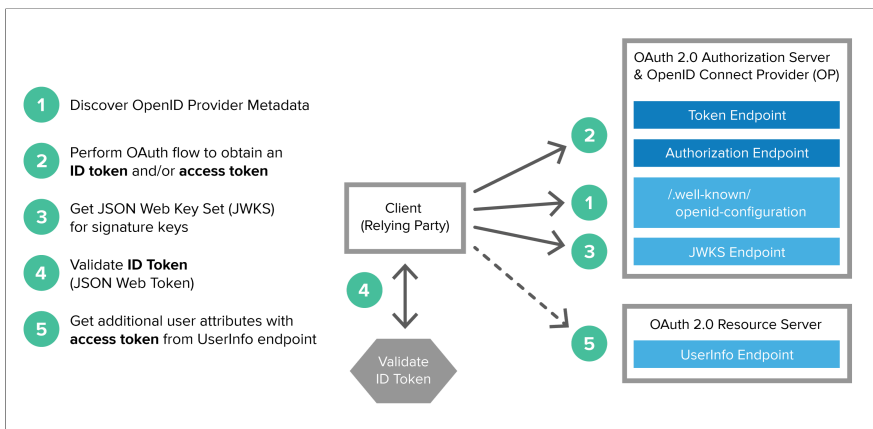 1
Discover OpenID Provider Metadata
2
Perform OAuth flow to obtain an
ID token and/or access token
3
Get JSON Web Key Set (JWKS)
for signature keys
4
Validate ID Token
(JSON Web Token)
5
Get additional user attributes with
access token from UserInfo endpoint
Client
(Relying Party)
4
Validate
ID Token
2
1
3
5
OAuth 2.0 Authorization Server
& OpenID Connect Provider (OP)
Token Endpoint
Authorization Endpoint
/.well-known/
openid-configuration
JWKS Endpoint
OAuth 2.0 Resource Server
UserInfo Endpoint